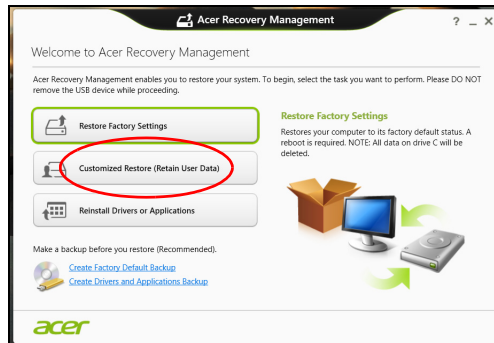 Acer Recovery Management
? _ X
Welcome to Acer Recovery Management
Acer Recovery Management enables you to restore your system. To begin, select the task you want to perform. Please DO NOT
remove the USB device while proceeding.
Restore Factory Settings
Customized Restore (Retain User Data)
Reinstall Drivers or Applications
Restore Factory Settings
Restores your computer to its factory default status. A
reboot is required. NOTE: All data on drive C will be
deleted.
Make a backup before you restore (Recommended).
Create Factory Default Backup
Create Drivers and Applications Backup
acer